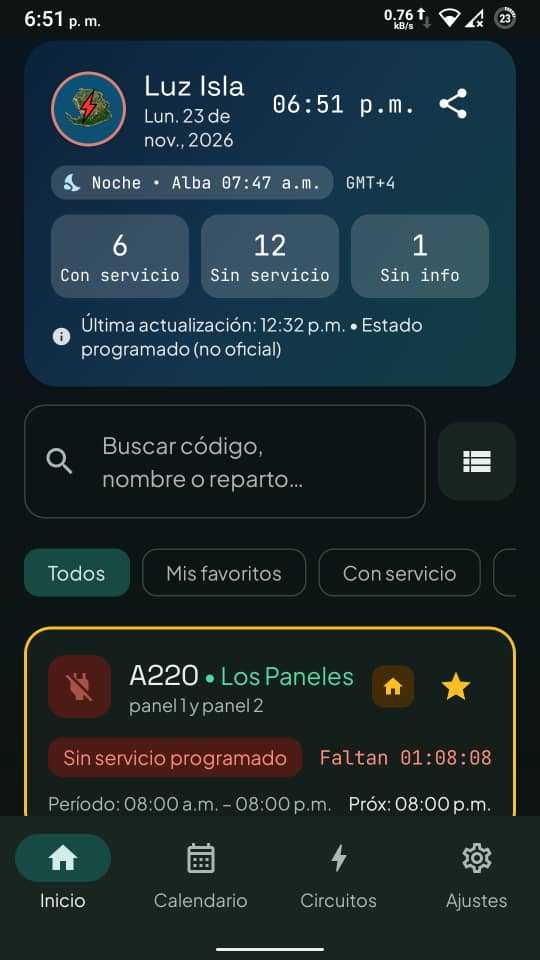 6:51 p. m.
0.76
kB/s
23
Luz Isla
Lun. 23 de
nov., 2026
06:51 p.m.
Noche • Alba 07:47 a.m.
GMT+4
6
Con servicio
12
Sin servicio
1
Sin info
Última actualización: 12:32 p.m. • Estado
programado (no oficial)
Buscar código,
nombre o reparto...
Todos
Mis favoritos
Con servicio
A220 • Los Paneles
panel 1 y panel 2
Sin servicio programado
Faltan 01:08:08
Período: 08:00 a.m. – 08:00 p.m.
Próx: 08:00 p.m.
Inicio
Calendario
Circuitos
Ajustes